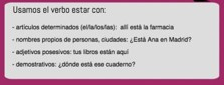 Usamos el verbo estar con:
- artículos determinados (el/la/los/las): allí está la farmacia
- nombres propios de personas, ciudades: ¿Está Ana en Madrid?
- adjetivos posesivos: tus libros están aquí
- demostrativos: ¿dónde está ese cuaderno?